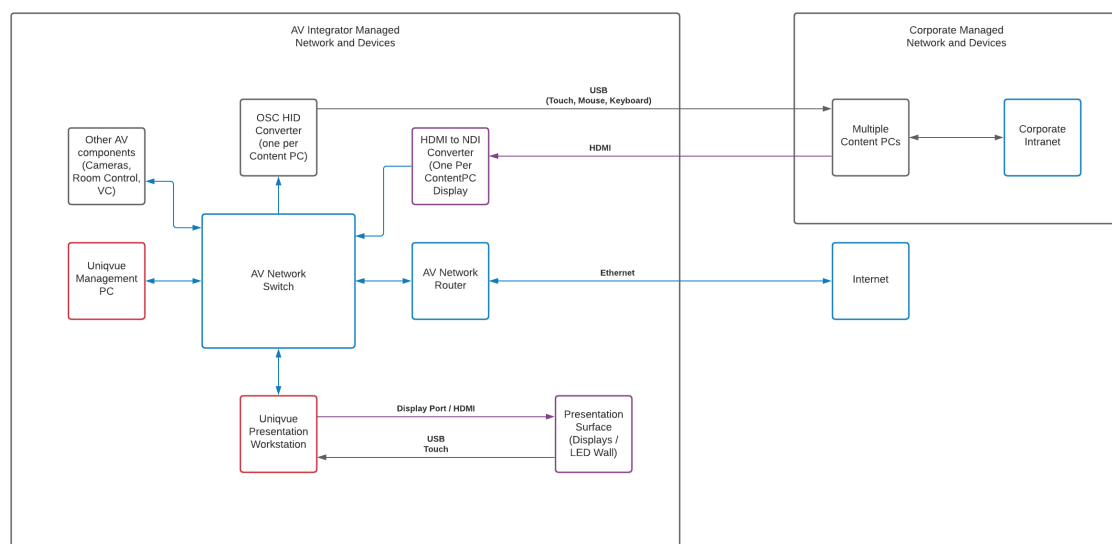 AV Integrator Managed
Network and Devices
Corporate Managed
Network and Devices
USB
(Touch, Mouse, Keyboard)
OSC HID
Converter
(one per
Content PC)
Other AV
components
(Cameras,
Room Control,
VC)
HDMI to NDI
Converter
(One Per
ContentPC
Display
HDMI
Multiple
Content PCs
Corporate
Intranet
Uniqvue
Management
PC
AV Network
Switch
AV Network
Router
Ethernet
Internet
Uniqvue
Presentation
Workstation
Display Port / HDMI
USB
Touch
Presentation
Surface
(Displays /
LED Wall)